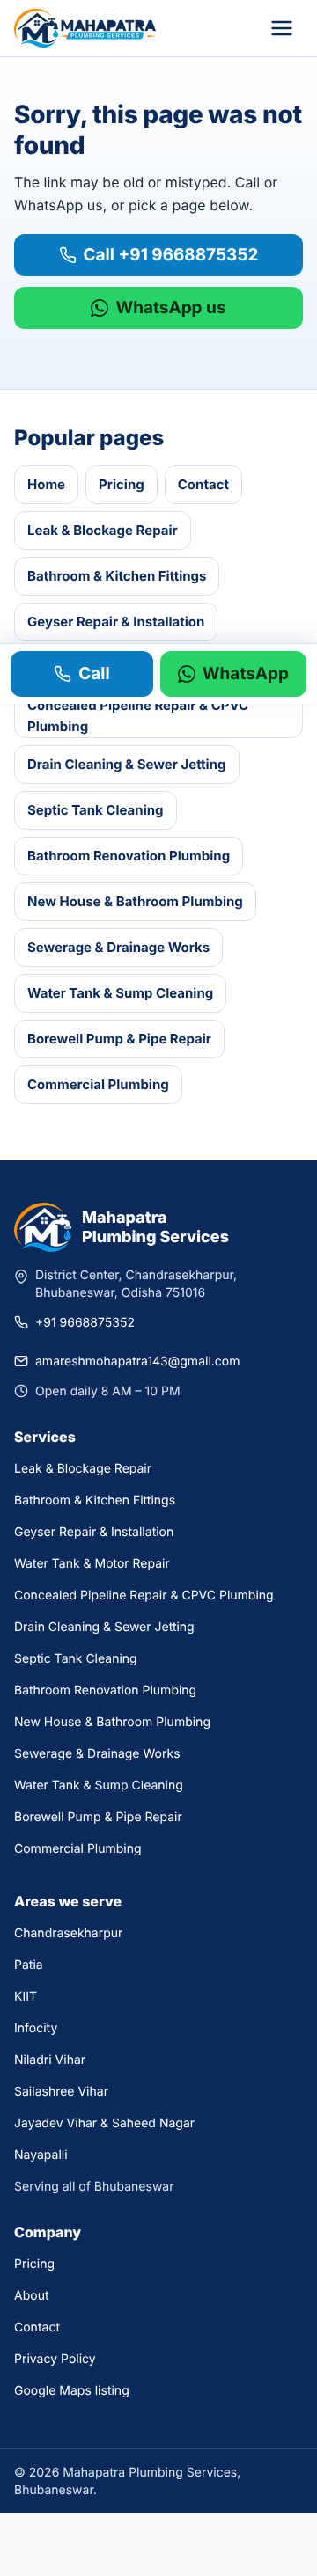 MAHAPATRA
PLUMBING SERVICES
Sorry, this page was not
found
The link may be old or mistyped. Call or
WhatsApp us, or pick a page below.
Call +91 9668875352
WhatsApp us
Popular pages
Home
Pricing
Contact
Leak & Blockage Repair
Bathroom & Kitchen Fittings
Geyser Repair & Installation
Call
WhatsApp
Concealed Pipeline Repair & CPVC
Plumbing
Drain Cleaning & Sewer Jetting
Septic Tank Cleaning
Bathroom Renovation Plumbing
New House & Bathroom Plumbing
Sewerage & Drainage Works
Water Tank & Sump Cleaning
Borewell Pump & Pipe Repair
Commercial Plumbing
Mahapatra
Plumbing Services
District Center, Chandrasekharpur,
Bhubaneswar, Odisha 751016
+91 9668875352
amareshmohapatra143@gmail.com
Open daily 8 AM – 10 PM
Services
Leak & Blockage Repair
Bathroom & Kitchen Fittings
Geyser Repair & Installation
Water Tank & Motor Repair
Concealed Pipeline Repair & CPVC Plumbing
Drain Cleaning & Sewer Jetting
Septic Tank Cleaning
Bathroom Renovation Plumbing
New House & Bathroom Plumbing
Sewerage & Drainage Works
Water Tank & Sump Cleaning
Borewell Pump & Pipe Repair
Commercial Plumbing
Areas we serve
Chandrasekharpur
Patia
KIIT
Infocity
Niladri Vihar
Sailashree Vihar
Jayadev Vihar & Saheed Nagar
Nayapalli
Serving all of Bhubaneswar
Company
Pricing
About
Contact
Privacy Policy
Google Maps listing
© 2026 Mahapatra Plumbing Services,
Bhubaneswar.